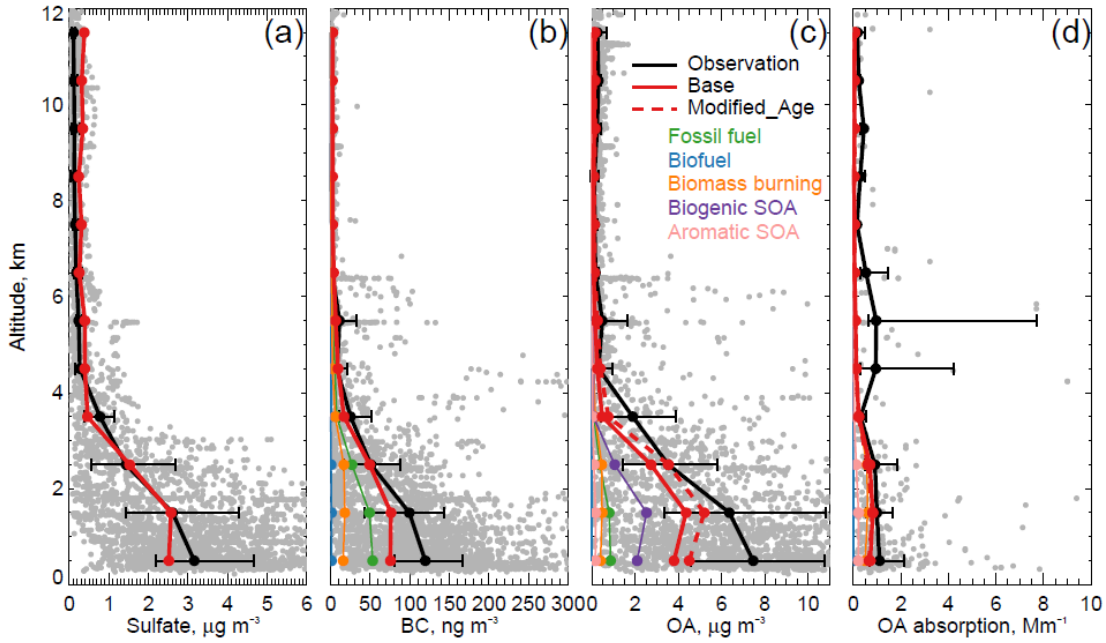 (a) (b) (c) (d)
Observation
Base
Modified_Age
Fossil fuel
Biofuel
Biomass burning
Biogenic SOA
Aromatic SOA
Altitude, km
12
10
8
6
4
2
0
0 1 2 3 4 5 6
0 50 100 150 200 250 300
0 2 4 6 8 10
0 2 4 6 8 10
Sulfate, μg m⁻³
BC, ng m⁻³
OA, μg m⁻³
OA absorption, Mm⁻¹